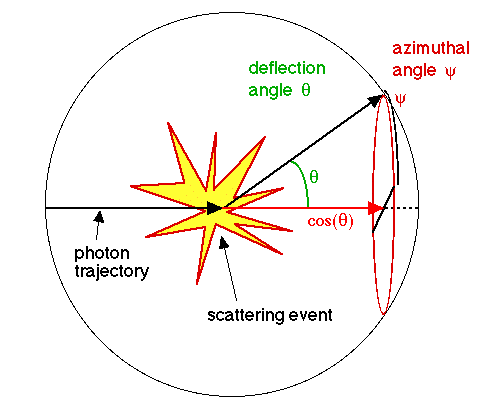 azimuthal
angle ψ
deflection
angle θ
ψ
θ
cos(θ)
photon
trajectory
scattering event